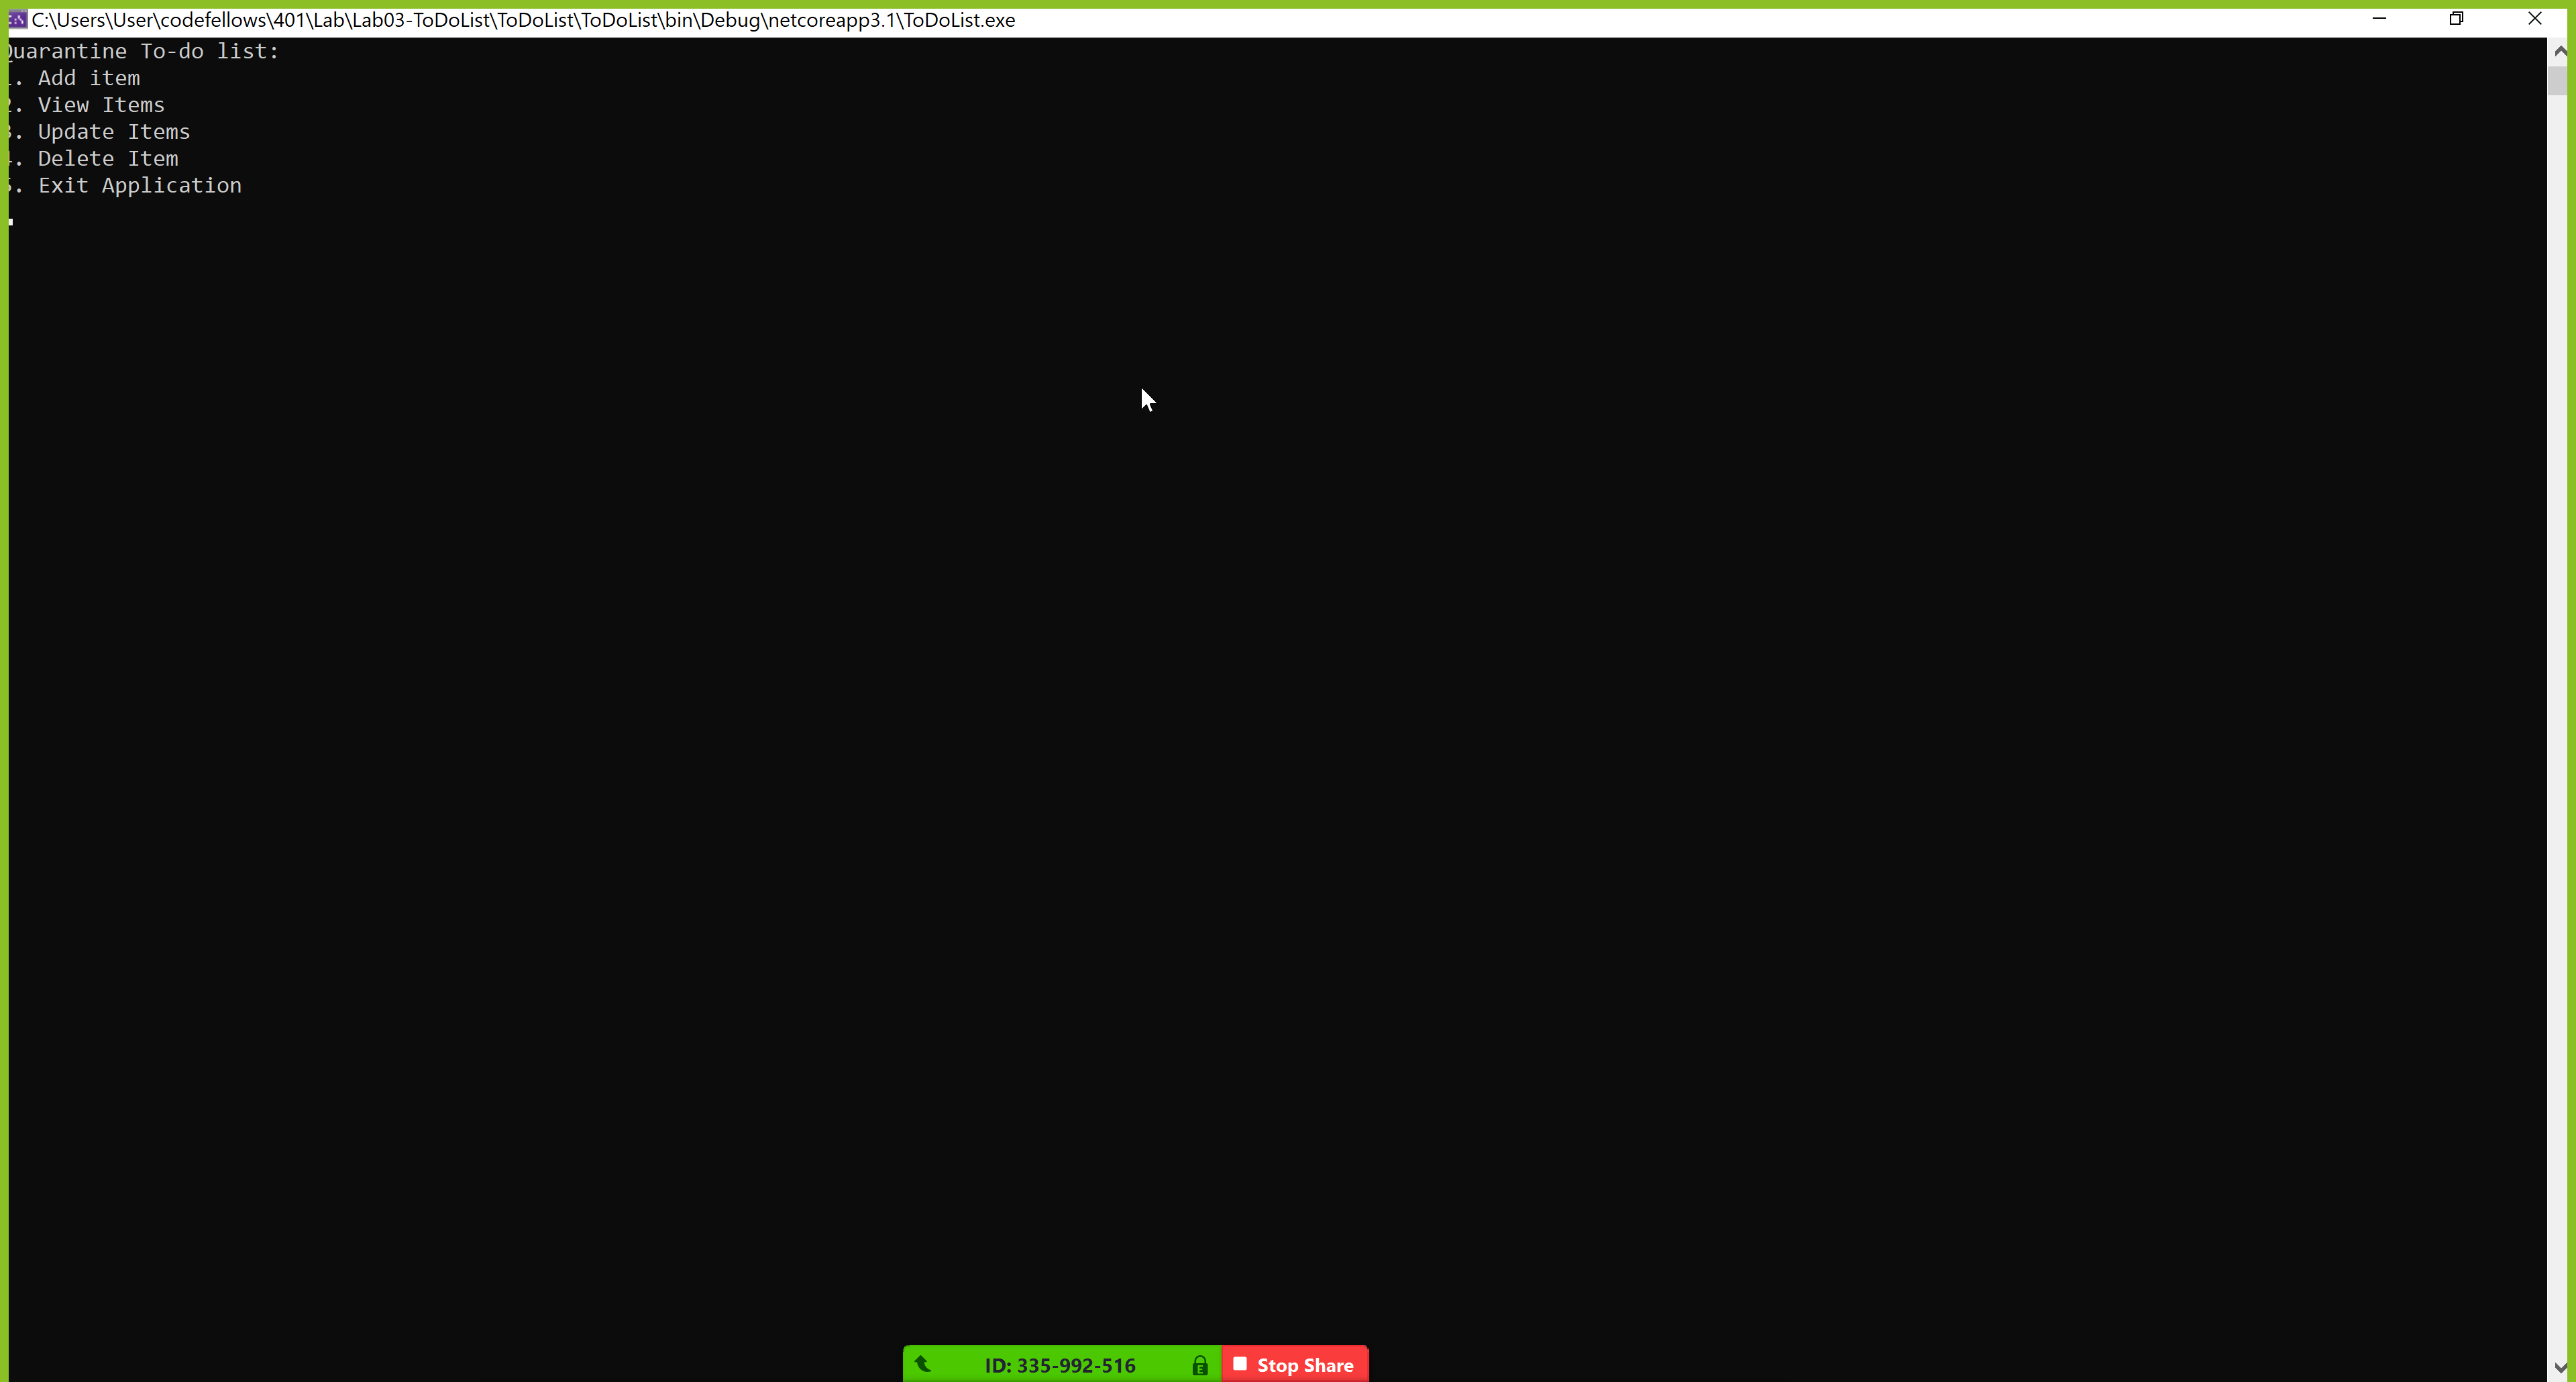 C:\Users\User\codefellows\401\Lab\Lab03-ToDoList\ToDoList\ToDoList\bin\Debug\netcoreapp3.1\ToDoList.exe
Quarantine To-do list:
1. Add item
2. View Items
3. Update Items
4. Delete Item
5. Exit Application
ID: 335-992-516
Stop Share